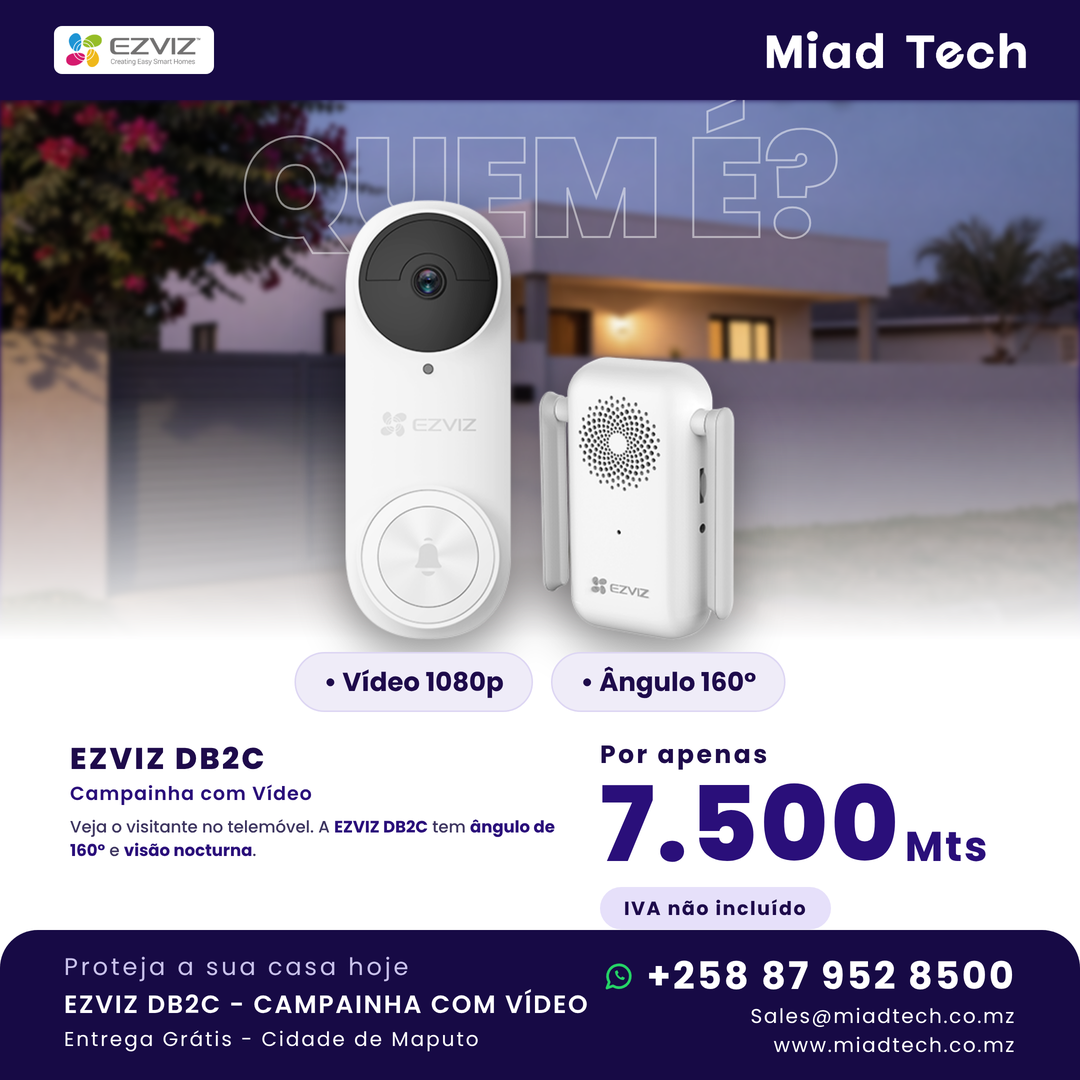 EZVIZ
Creating Easy Smart Homes
Miad Tech
QUEM É?
EZVIZ
EZVIZ
• Vídeo 1080p
• Ângulo 160°
EZVIZ DB2C
Campainha com Vídeo
Veja o visitante no telemóvel. A EZVIZ DB2C tem ângulo de
160° e visão nocturna.
Por apenas
7.500 Mts
IVA não incluído
Proteja a sua casa hoje
EZVIZ DB2C - CAMPAINHA COM VÍDEO
Entrega Grátis - Cidade de Maputo
+258 87 952 8500
Sales@miadtech.co.mz
www.miadtech.co.mz